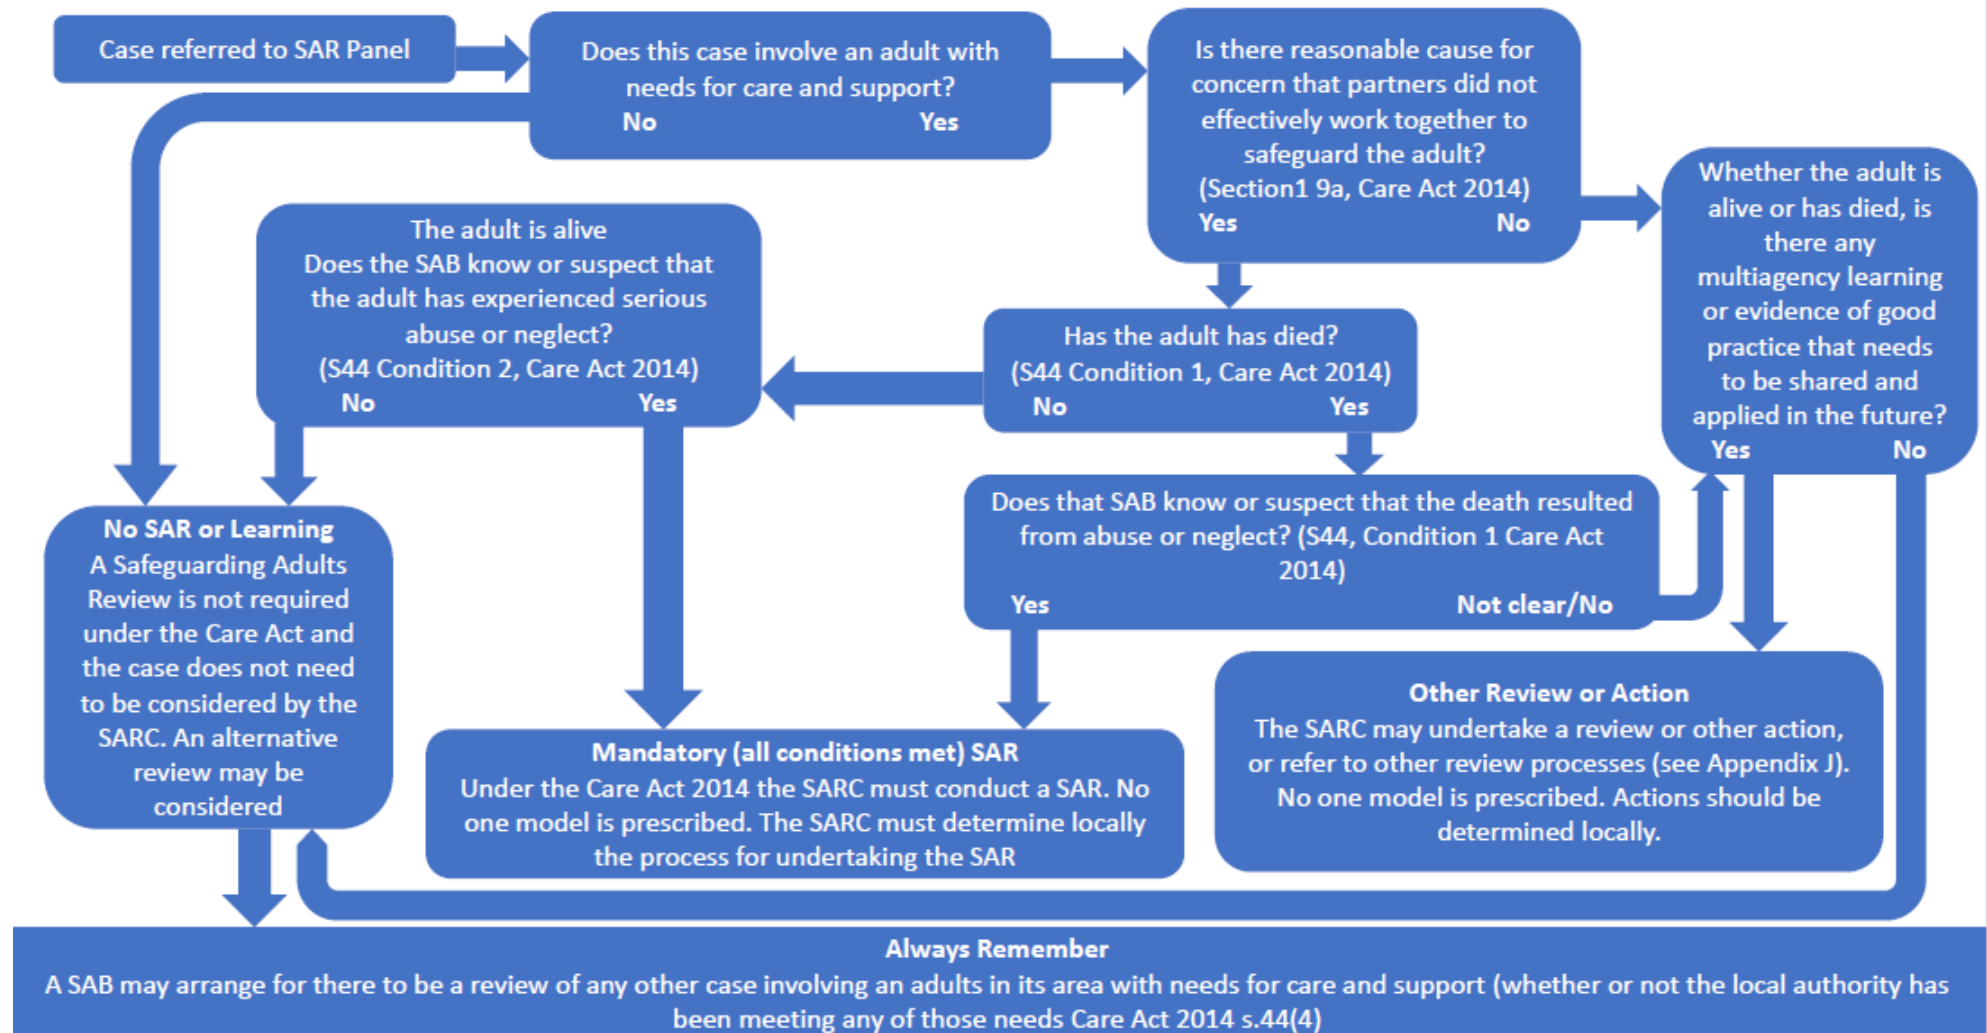 Case referred to SAR Panel
Does this case involve an adult with
needs for care and support?
No Yes
Is there reasonable cause for
concern that partners did not
effectively work together to
safeguard the adult?
(Section1 9a, Care Act 2014)
Yes No
Whether the adult is
alive or has died, is
there any
multiagency learning
or evidence of good
practice that needs
to be shared and
applied in the future?
Yes No
The adult is alive
Does the SAB know or suspect that
the adult has experienced serious
abuse or neglect?
(S44 Condition 2, Care Act 2014)
No Yes
Has the adult has died?
(S44 Condition 1, Care Act 2014)
No Yes
Does that SAB know or suspect that the death resulted
from abuse or neglect? (S44, Condition 1 Care Act
2014)
Yes Not clear/No
No SAR or Learning
A Safeguarding Adults
Review is not required
under the Care Act and
the case does not need
to be considered by the
SARC. An alternative
review may be
considered
Mandatory (all conditions met) SAR
Under the Care Act 2014 the SARC must conduct a SAR. No
one model is prescribed. The SARC must determine locally
the process for undertaking the SAR
Other Review or Action
The SARC may undertake a review or other action,
or refer to other review processes (see Appendix J).
No one model is prescribed. Actions should be
determined locally.
Always Remember
A SAB may arrange for there to be a review of any other case involving an adults in its area with needs for care and support (whether or not the local authority has
been meeting any of those needs Care Act 2014 s.44(4)